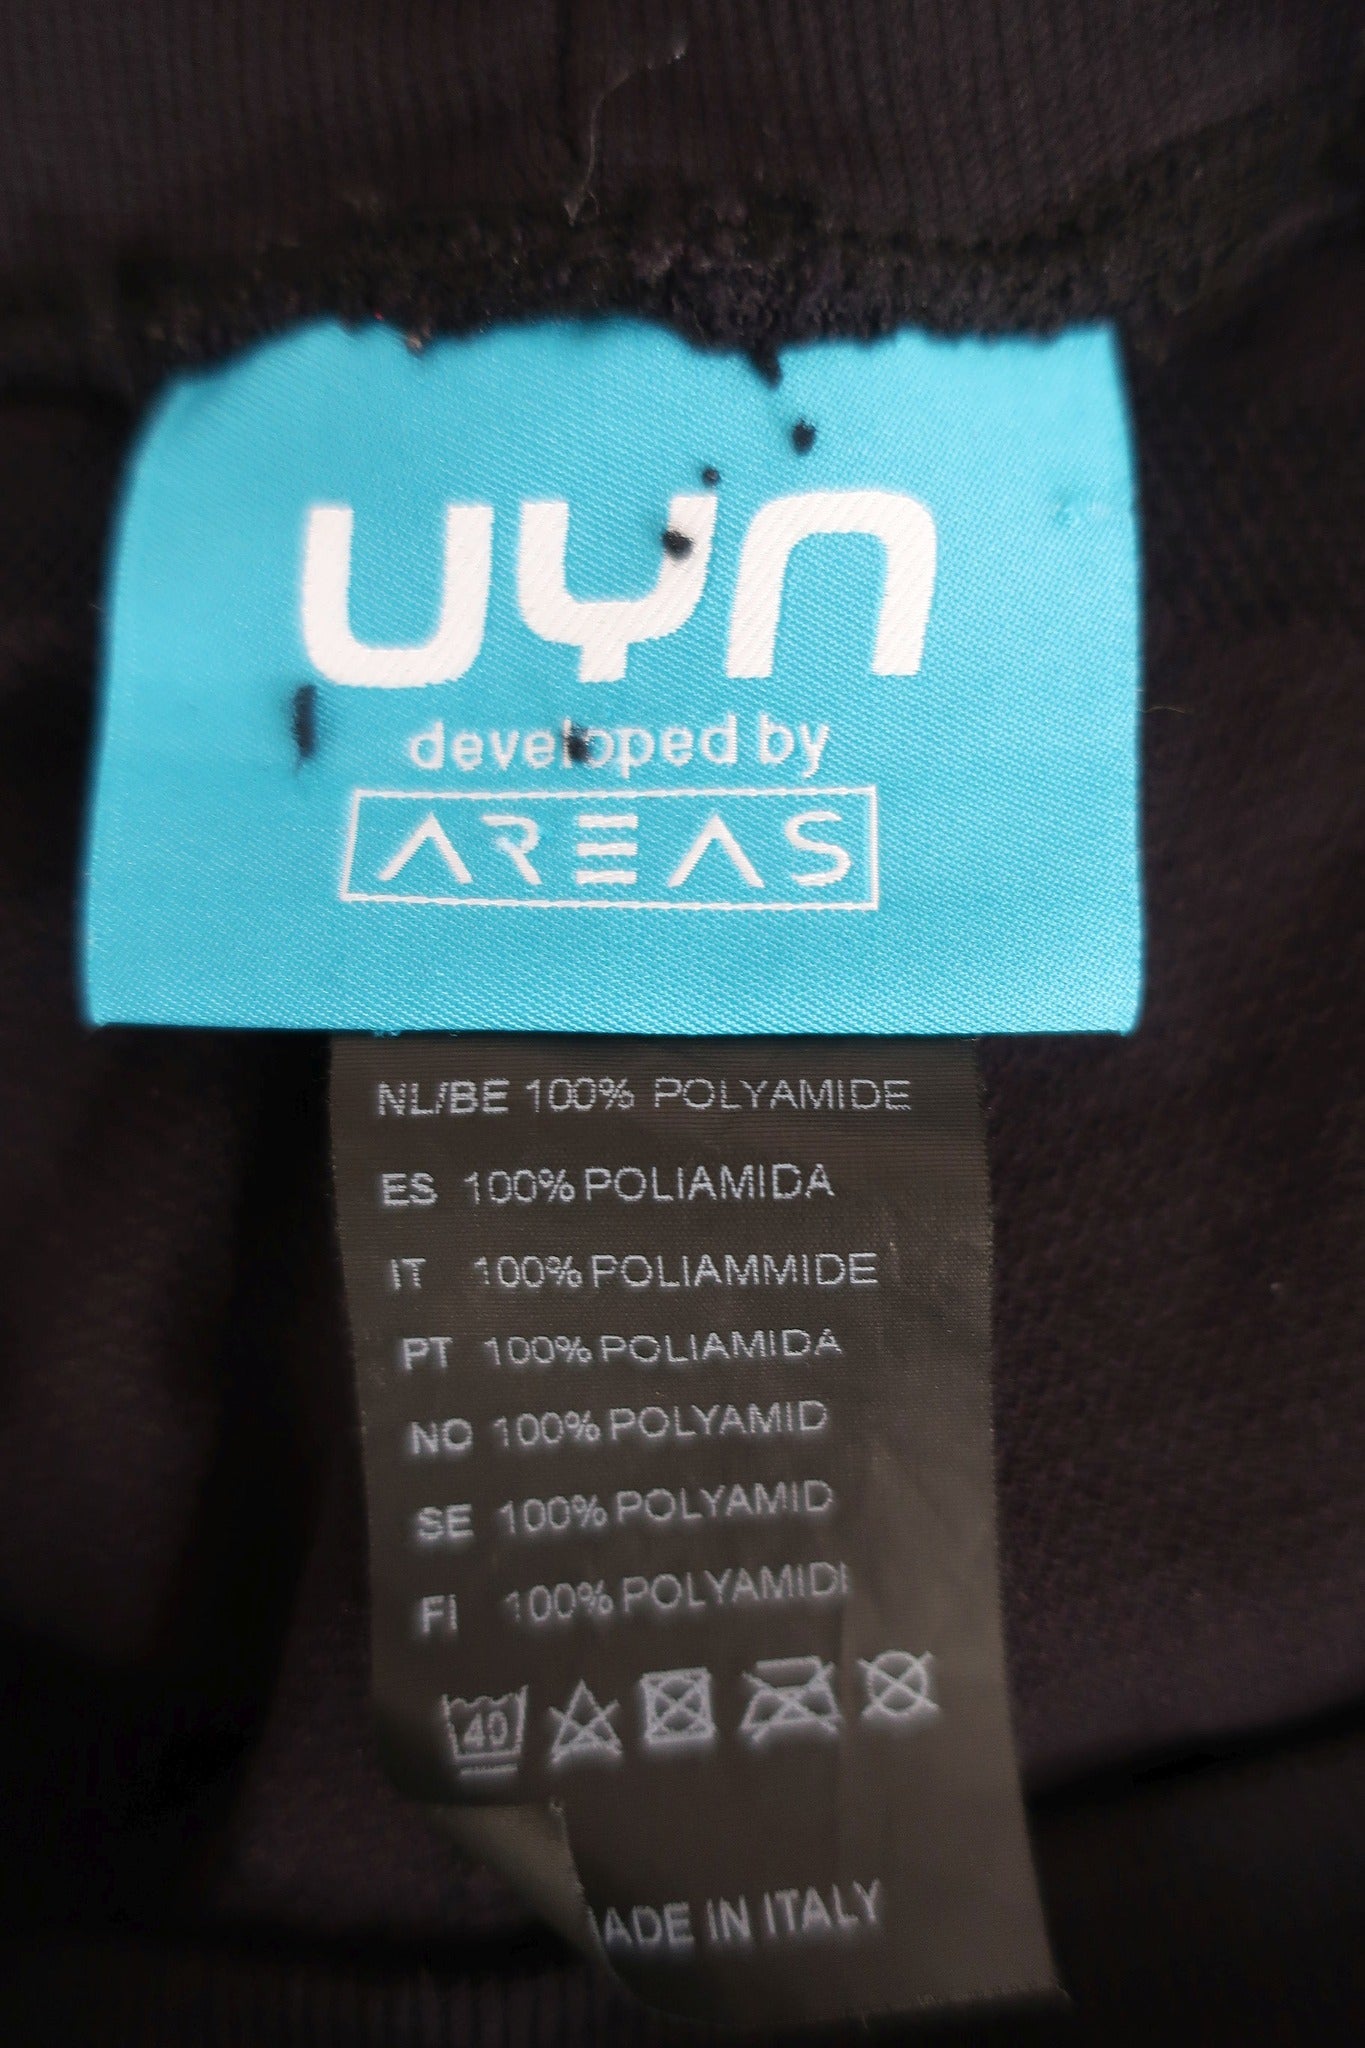 uyn
developed by
AREAS
NL/BE 100% POLYAMIDE
ES 100% POLIAMIDA
IT 100% POLIAMMIDE
PT 100% POLIAMIDA
NO 100% POLYAMID
SE 100% POLYAMID
FI 100% POLYAMIDI
40
MADE IN ITALY